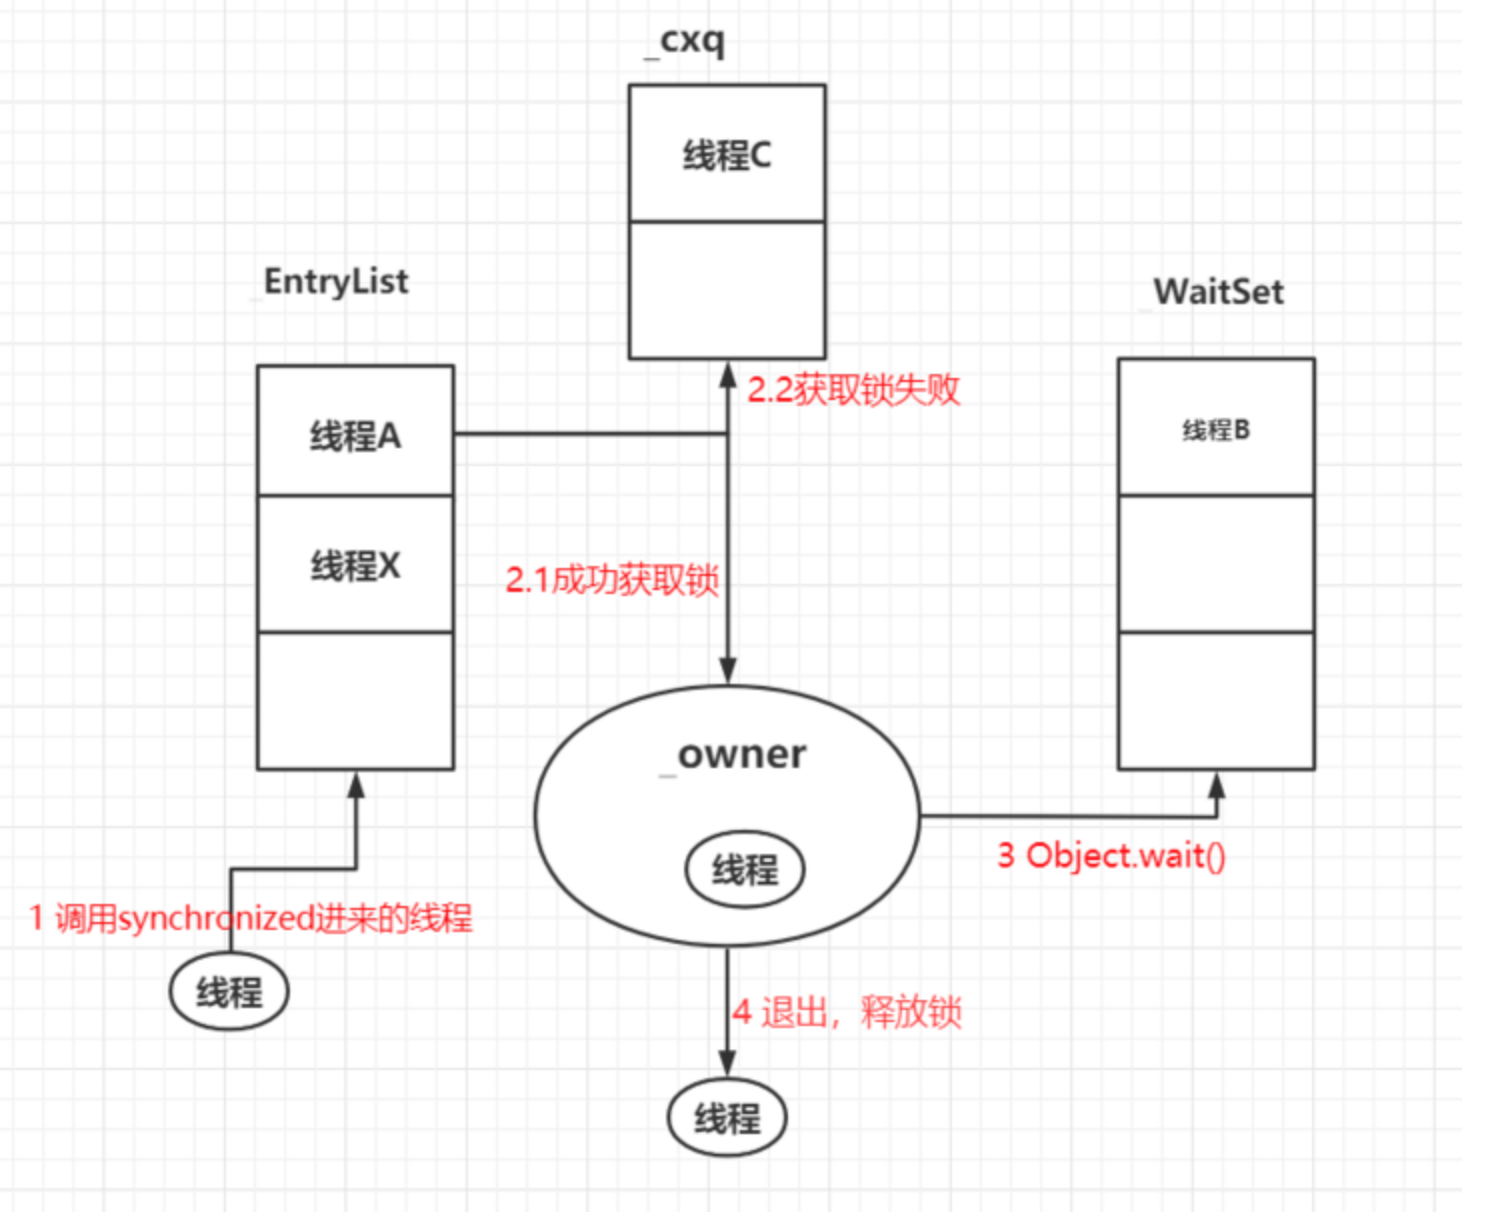 _cxq
线程C
_EntryList
_WaitSet
2.2获取锁失败
线程A
线程B
线程X
2.1成功获取锁
_owner
线程
3 Object.wait()
1 调用synchronized进来的线程
线程
4 退出，释放锁
线程